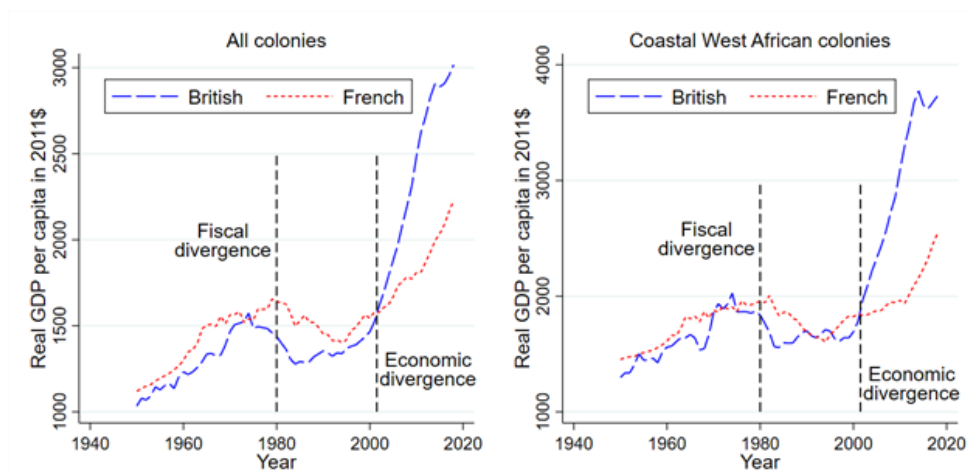 All colonies
Real GDP per capita in 2011$
3000
2500
2000
1500
1000
British
French
Fiscal
divergence
Economic
divergence
1940
1960
1980
2000
2020
Year
Coastal West African colonies
Real GDP per capita in 2011$
4000
3000
2000
1000
British
French
Fiscal
divergence
Economic
divergence
1940
1960
1980
2000
2020
Year